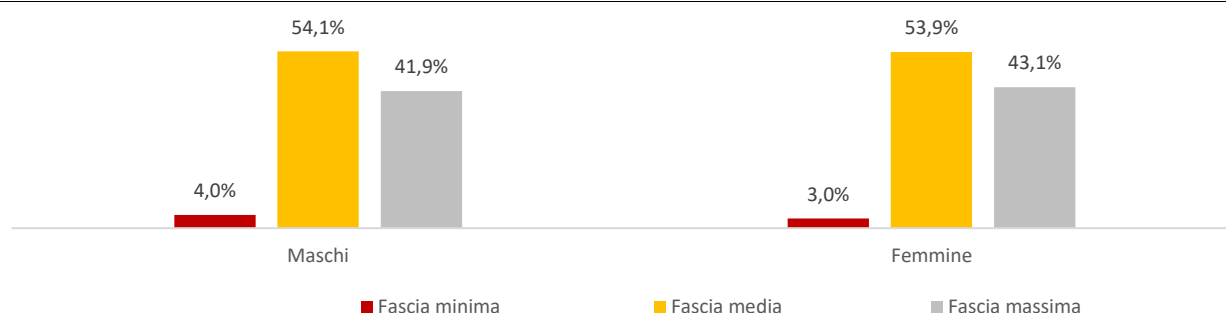 54,1%
53,9%
41,9%
43,1%
4,0%
3,0%
Maschi
Femmine
Fascia minima
Fascia media
Fascia massima